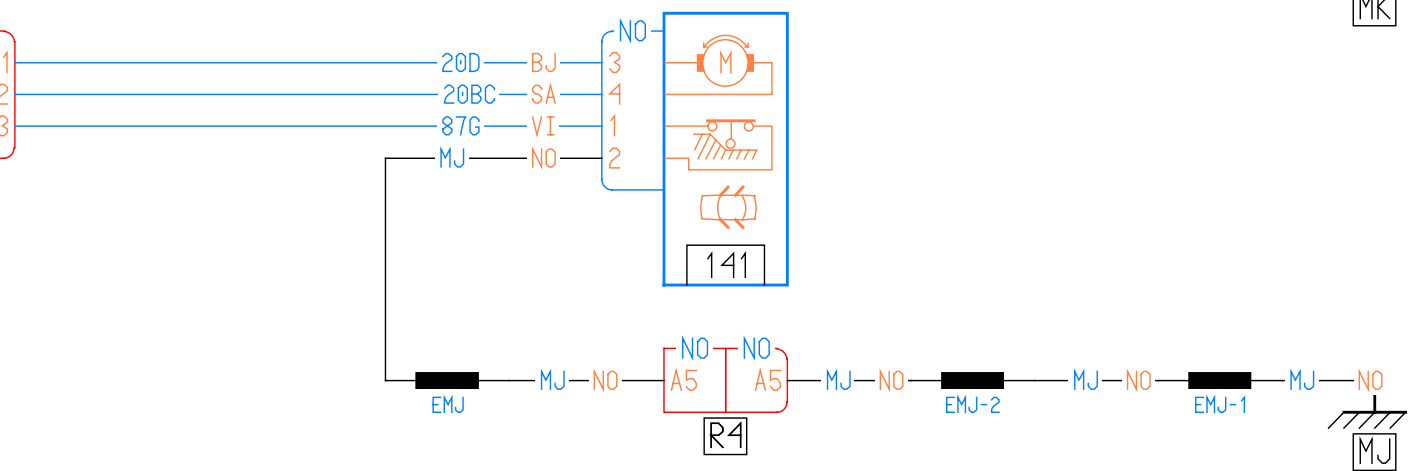 MK
NO
1 20D BJ 3 M
2 20BC SA 4
3 87G VI 1
MJ NO 2
141
NO NO
MJ NO A5 A5 MJ NO MJ NO MJ NO
EMJ EMJ-2 EMJ-1
R4 MJ